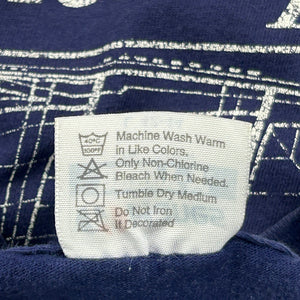 40°C
100°F
Machine Wash Warm
in Like Colors.
Only Non-Chlorine
Bleach When Needed.
Tumble Dry Medium
Do Not Iron
If Decorated